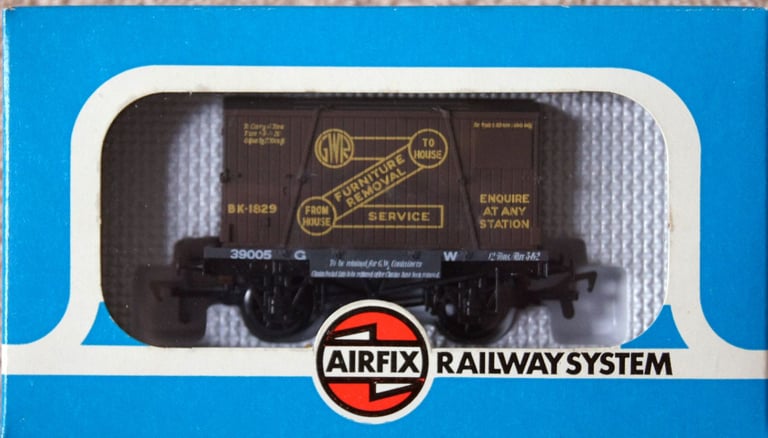 GWR
TO
HOUSE
FURNITURE
REMOVAL
FROM
HOUSE
SERVICE
BK-1829
ENQUIRE
AT ANY
STATION
39005 G W 12 Tons.
To be retained for G.W. Containers
AIRFIX RAILWAY SYSTEM